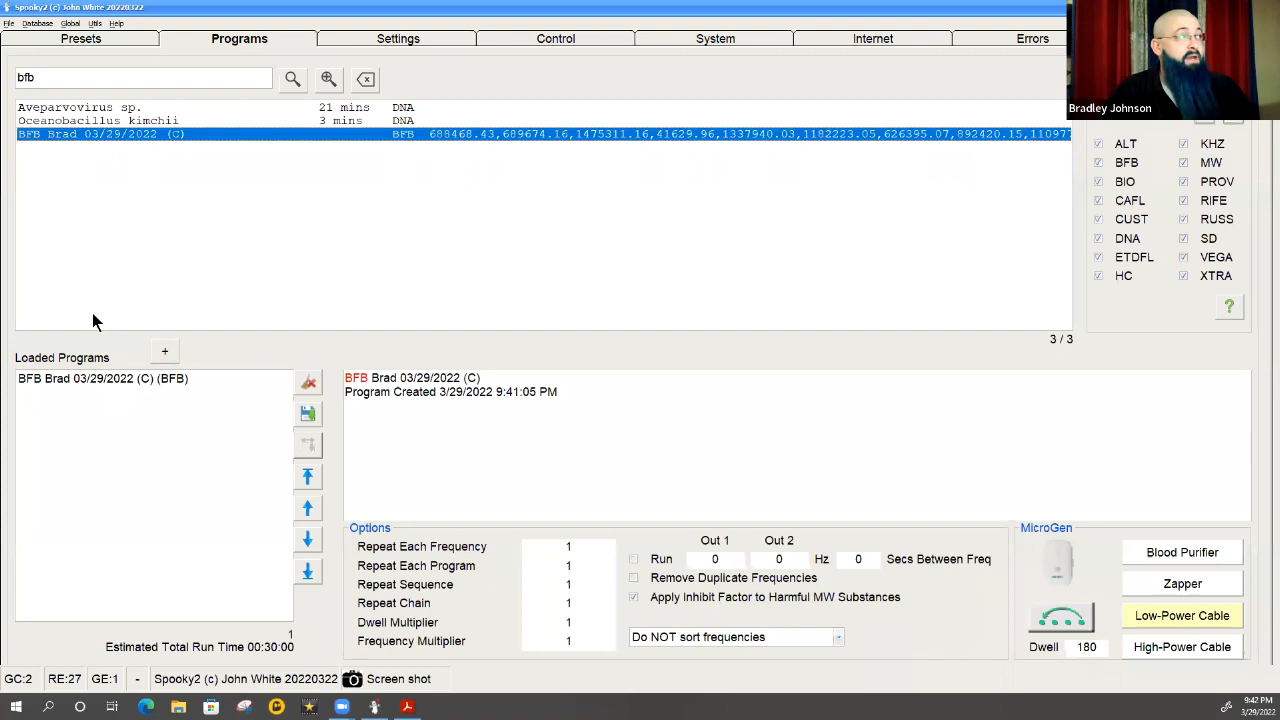 Spooky2 (c) John White 20220322
File Database Global Utils Help
Presets Programs Settings Control System Internet Errors
Bradley Johnson
bfb
Aveparvovirus sp. 21 mins DNA
Oceanobacillus kimchii 3 mins DNA
BFB Brad 03/29/2022 (C) BFB 688468.43,689674.16,1475311.16,41629.96,1337940.03,1182223.05,626395.07,892420.15,110977
ALT KHZ
BFB MW
BIO PROV
CAFL RIFE
CUST RUSS
DNA SD
ETDFL VEGA
HC XTRA
?
3 / 3
Loaded Programs +
BFB Brad 03/29/2022 (C) (BFB)
BFB Brad 03/29/2022 (C)
Program Created 3/29/2022 9:41:05 PM
1
Estimated Total Run Time 00:30:00
Options
Repeat Each Frequency 1
Repeat Each Program 1
Repeat Sequence 1
Repeat Chain 1
Dwell Multiplier 1
Frequency Multiplier 1
Out 1 Out 2
Run 0 0 Hz 0 Secs Between Freq
Remove Duplicate Frequencies
Apply Inhibit Factor to Harmful MW Substances
Do NOT sort frequencies
MicroGen
Blood Purifier
Zapper
Low-Power Cable
Dwell 180 High-Power Cable
GC:2 RE:27 GE:1 - Spooky2 (c) John White 20220322 Screen shot
9:42 PM
3/29/2022